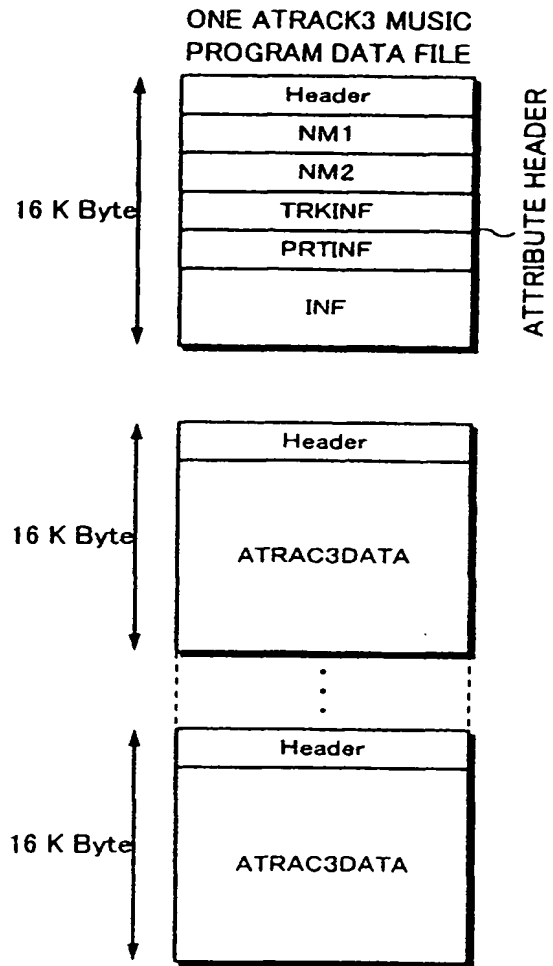 ONE ATRACK3 MUSIC
PROGRAM DATA FILE
Header
NM1
NM2
TRKINF
PRTINF
INF
16 K Byte
ATTRIBUTE HEADER
Header
ATRAC3DATA
16 K Byte
Header
ATRAC3DATA
16 K Byte